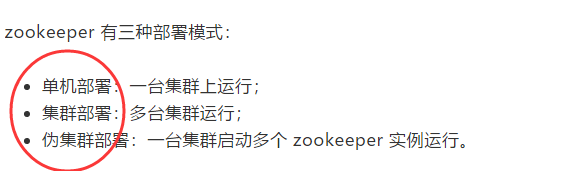 zookeeper 有三种部署模式：
• 单机部署：一台集群上运行；
• 集群部署：多台集群运行；
• 伪集群部署：一台集群启动多个 zookeeper 实例运行。